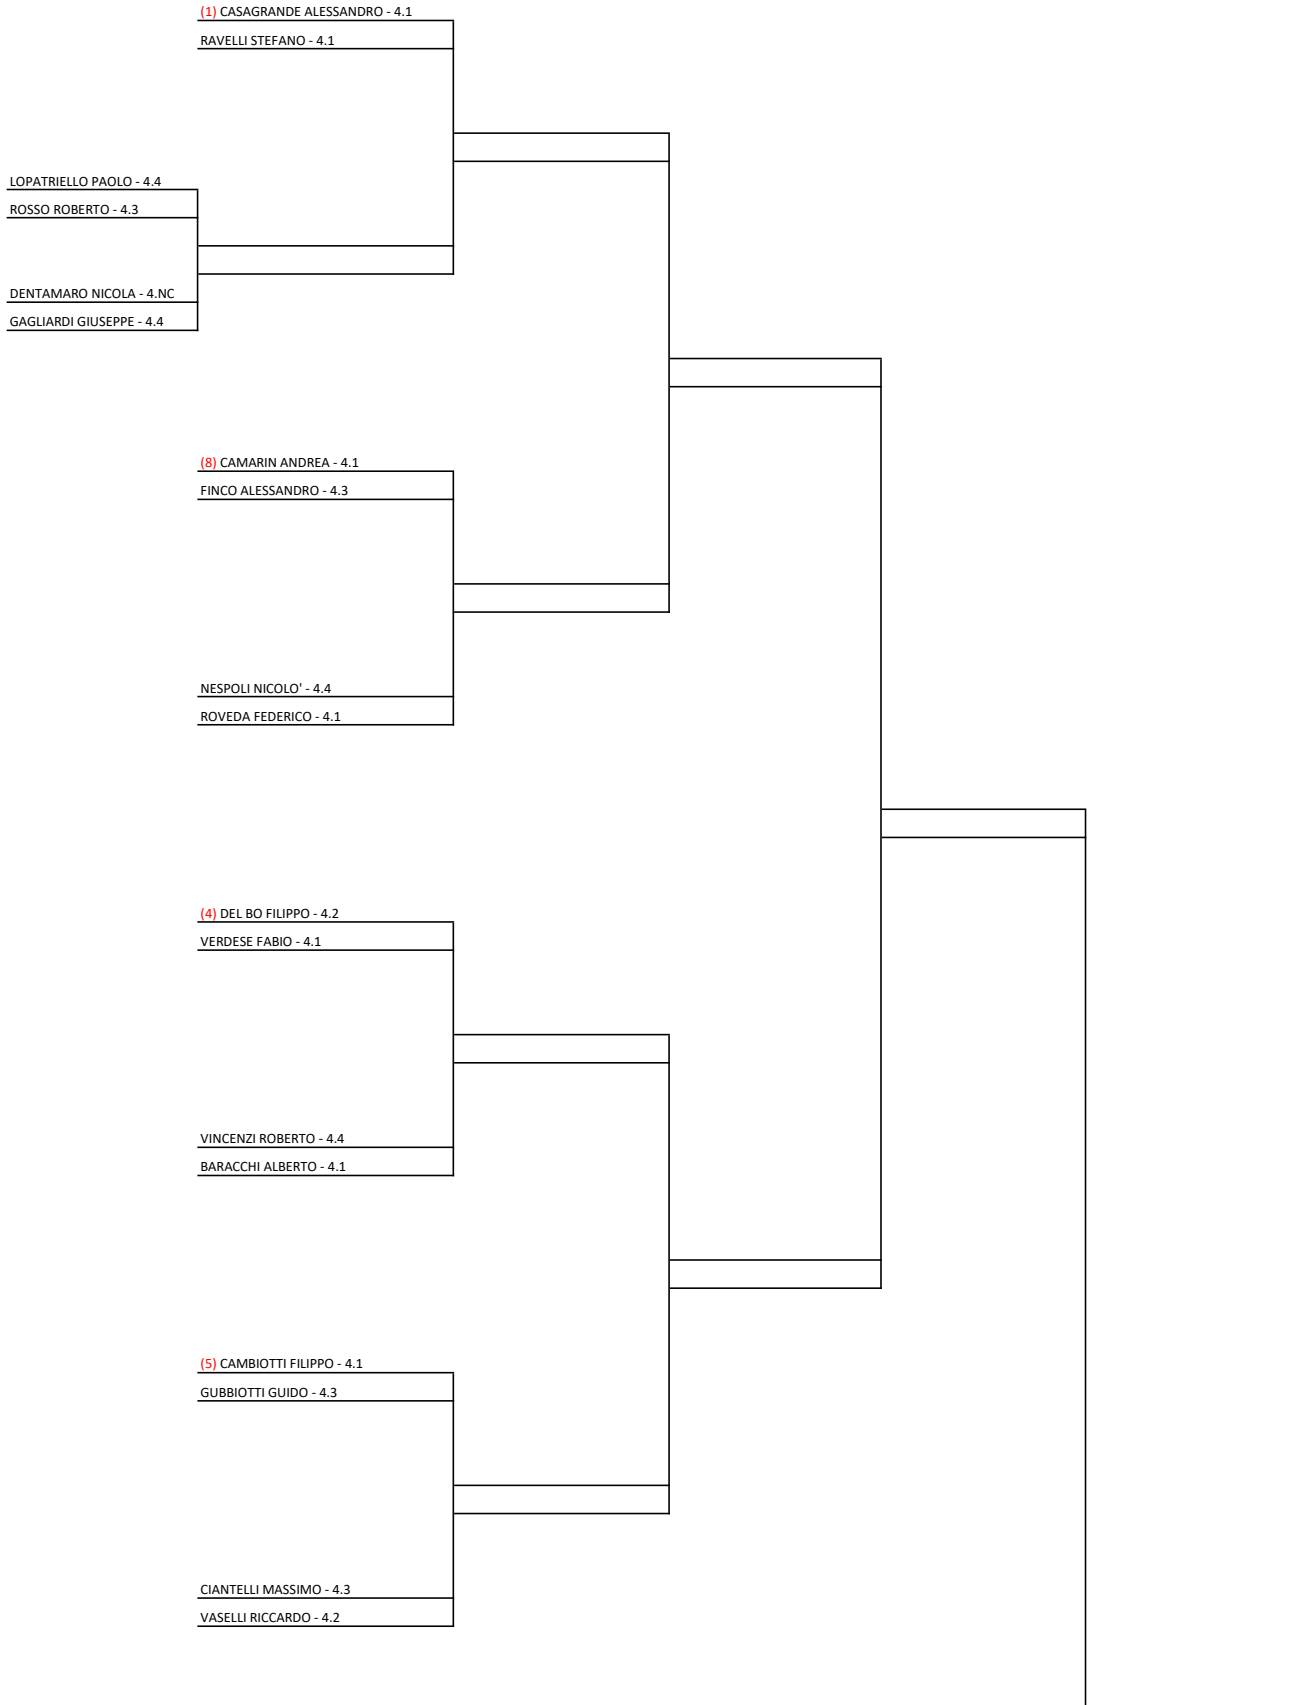 (1) CASAGRANDE ALESSANDRO - 4.1
RAVELLI STEFANO - 4.1
LOPATRIELLO PAOLO - 4.4
ROSSO ROBERTO - 4.3
DENTAMARO NICOLA - 4.NC
GAGLIARDI GIUSEPPE - 4.4
(8) CAMARIN ANDREA - 4.1
FINCO ALESSANDRO - 4.3
NESPOLI NICOLO' - 4.4
ROVEDA FEDERICO - 4.1
(4) DEL BO FILIPPO - 4.2
VERDESE FABIO - 4.1
VINCENZI ROBERTO - 4.4
BARACCHI ALBERTO - 4.1
(5) CAMBIOTTI FILIPPO - 4.1
GUBBIOTTI GUIDO - 4.3
CIANTELLI MASSIMO - 4.3
VASELLI RICCARDO - 4.2